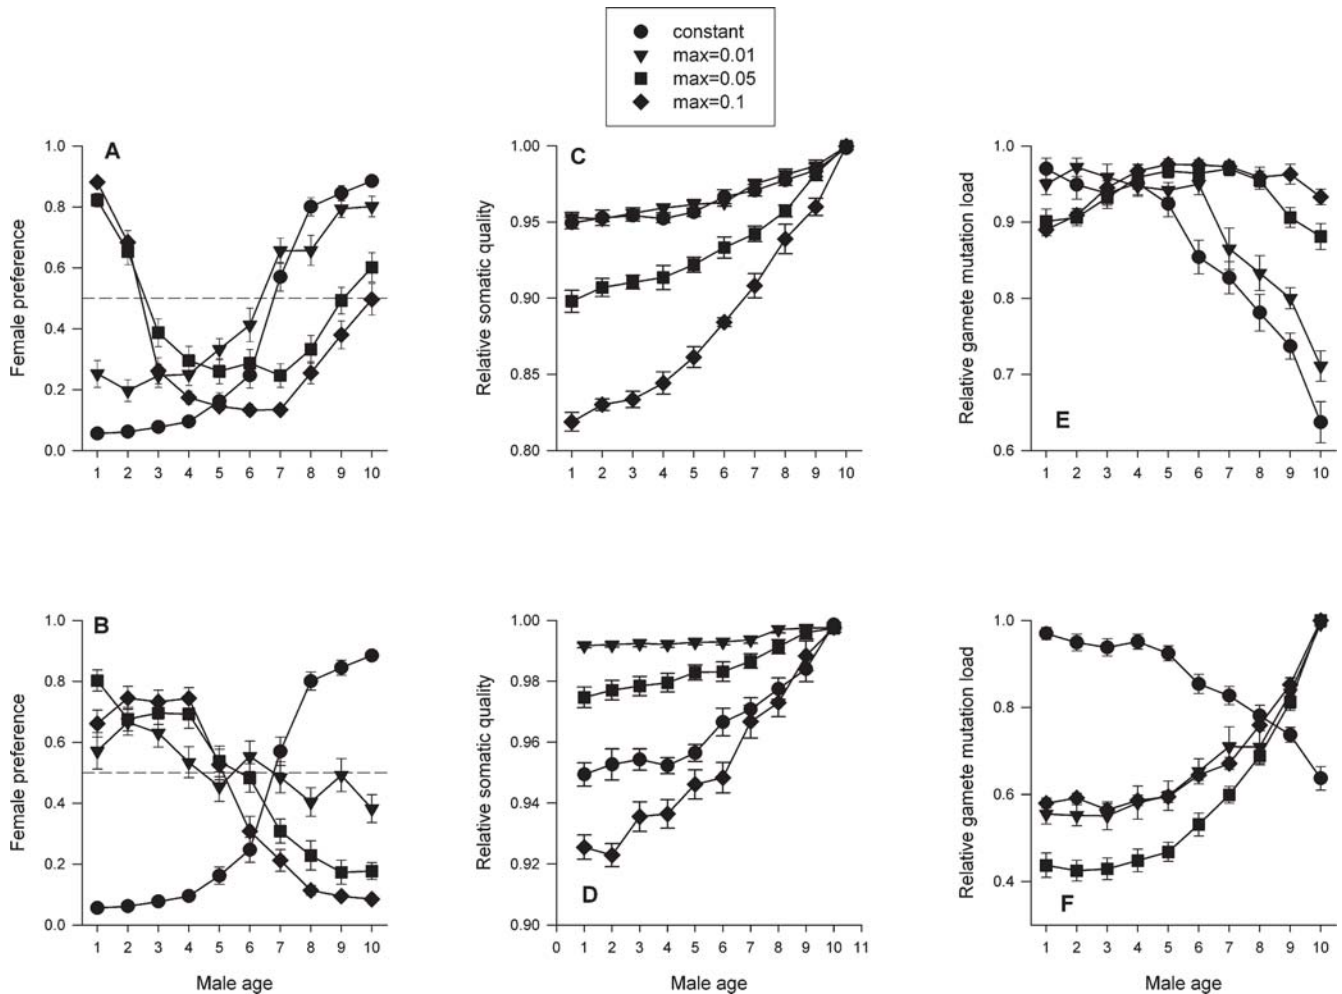 constant
max=0.01
max=0.05
max=0.1
A
Female preference
1.0
0.8
0.6
0.4
0.2
0.0
1 2 3 4 5 6 7 8 9 10
C
Relative somatic quality
1.00
0.95
0.90
0.85
0.80
1 2 3 4 5 6 7 8 9 10
E
Relative gamete mutation load
1.0
0.9
0.8
0.7
0.6
1 2 3 4 5 6 7 8 9 10
B
Female preference
1.0
0.8
0.6
0.4
0.2
0.0
1 2 3 4 5 6 7 8 9 10
Male age
D
Relative somatic quality
1.00
0.98
0.96
0.94
0.92
0.90
0 1 2 3 4 5 6 7 8 9 10 11
Male age
F
Relative gamete mutation load
1.0
0.8
0.6
0.4
1 2 3 4 5 6 7 8 9 10
Male age